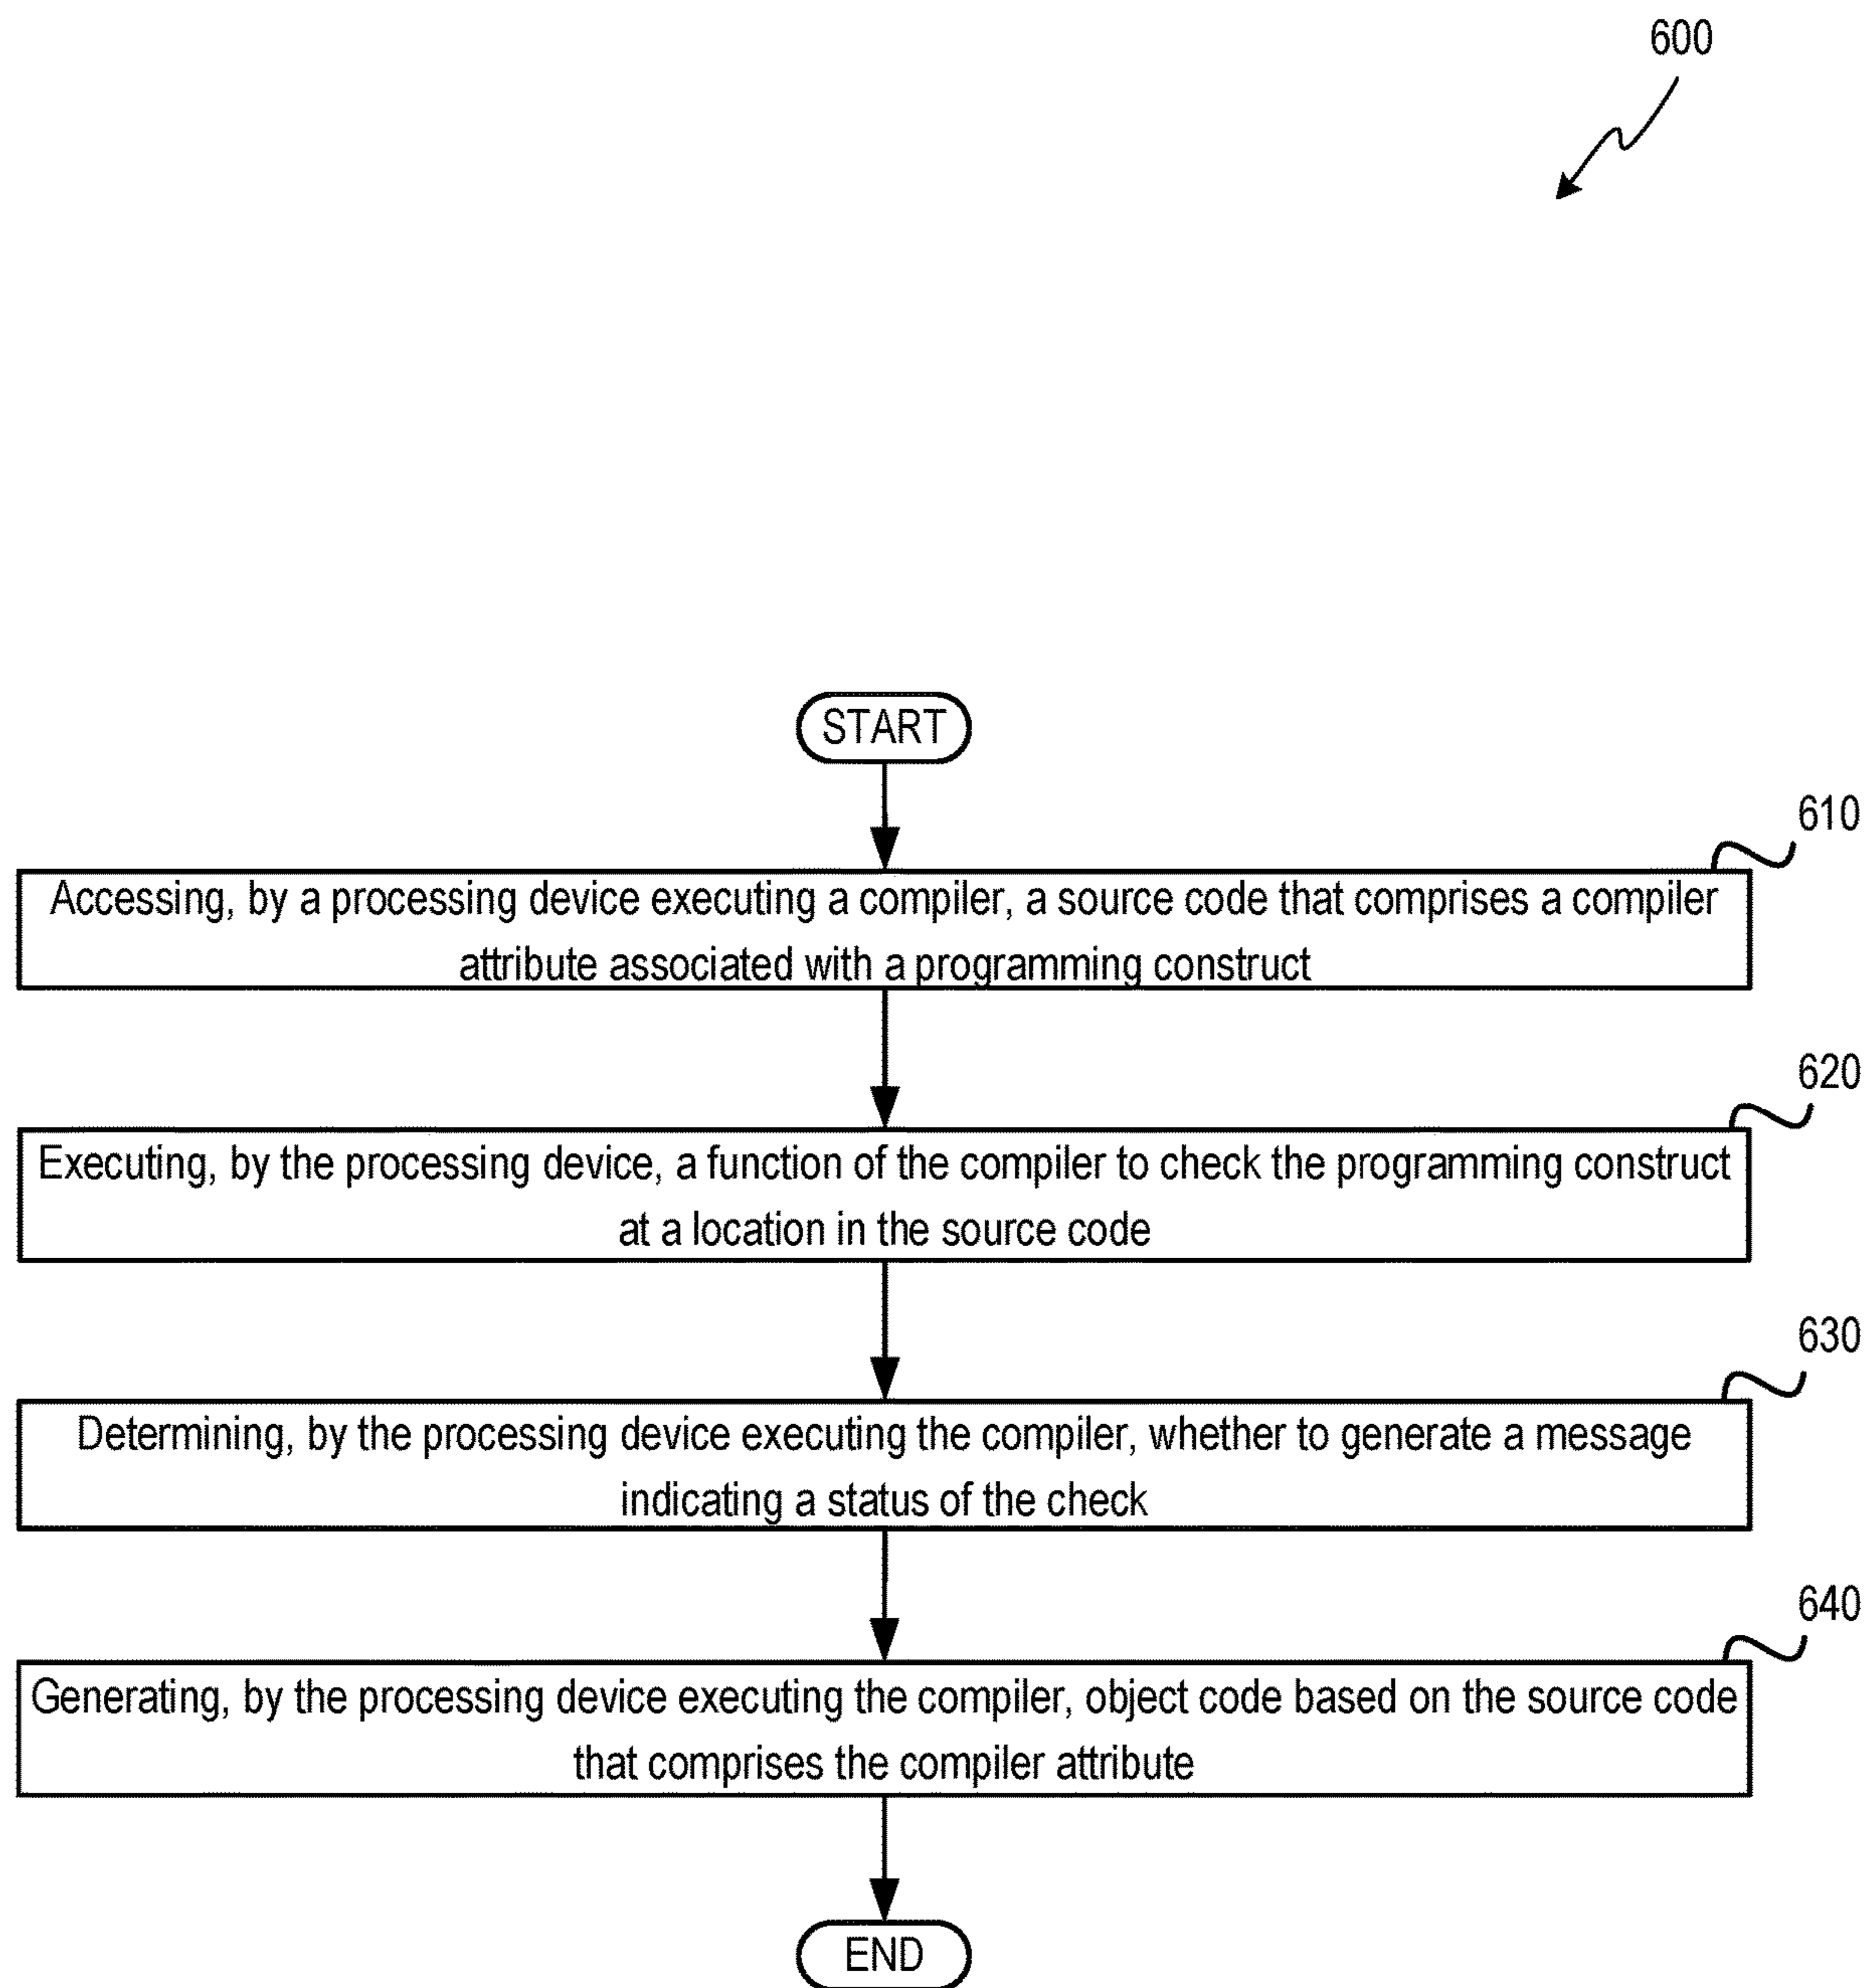 600
START
610
Accessing, by a processing device executing a compiler, a source code that comprises a compiler
attribute associated with a programming construct
620
Executing, by the processing device, a function of the compiler to check the programming construct
at a location in the source code
630
Determining, by the processing device executing the compiler, whether to generate a message
indicating a status of the check
640
Generating, by the processing device executing the compiler, object code based on the source code
that comprises the compiler attribute
END